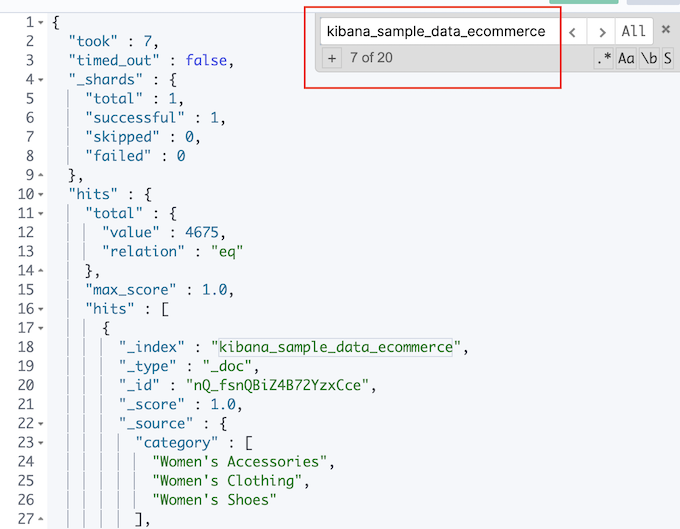 kibana_sample_data_ecommerce < > All ×
+ 7 of 20 .* Aa \b S
1 {
2 "took" : 7,
3 "timed_out" : false,
4 "_shards" : {
5 "total" : 1,
6 "successful" : 1,
7 "skipped" : 0,
8 "failed" : 0
9 },
10 "hits" : {
11 "total" : {
12 "value" : 4675,
13 "relation" : "eq"
14 },
15 "max_score" : 1.0,
16 "hits" : [
17 {
18 "_index" : "kibana_sample_data_ecommerce",
19 "_type" : "_doc",
20 "_id" : "nQ_fsnQBiZ4B72YzxCce",
21 "_score" : 1.0,
22 "_source" : {
23 "category" : [
24 "Women's Accessories",
25 "Women's Clothing",
26 "Women's Shoes"
27 ],